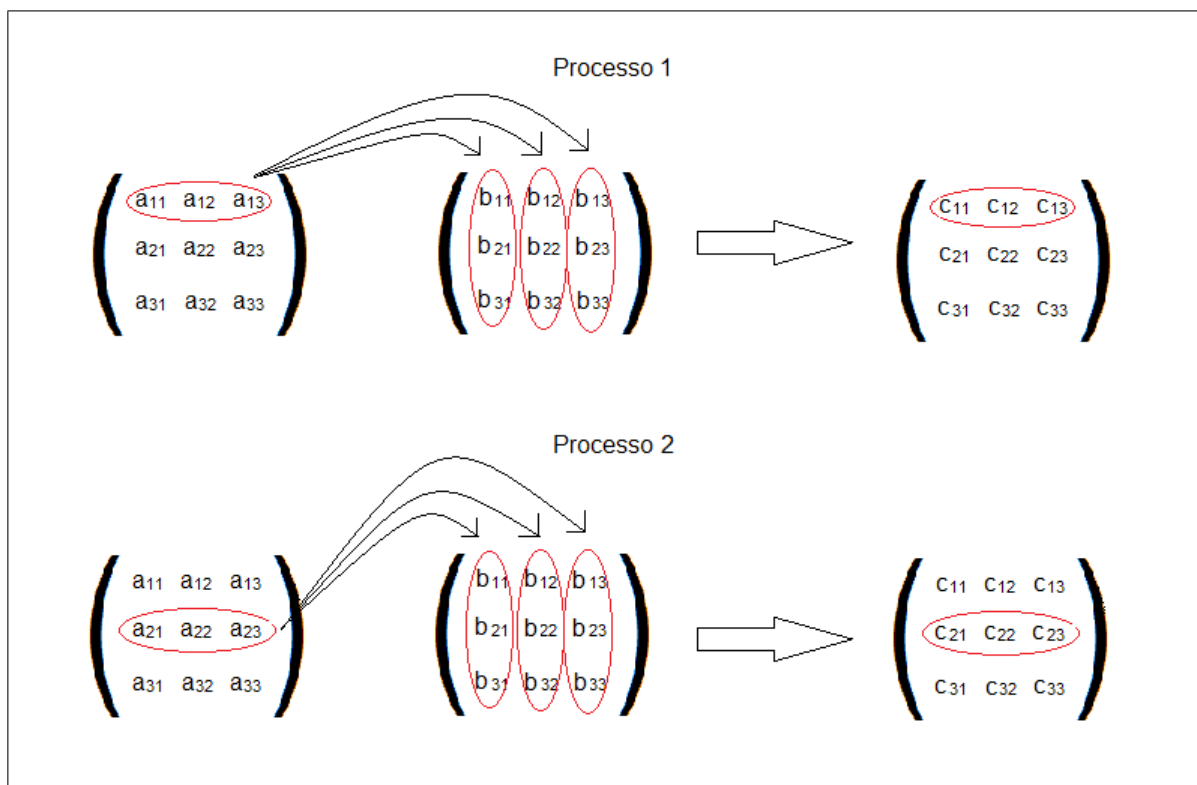 Processo 1
a11 a12 a13 b11 b12 b13 c11 c12 c13
a21 a22 a23 b21 b22 b23 c21 c22 c23
a31 a32 a33 b31 b32 b33 c31 c32 c33
Processo 2
a11 a12 a13 b11 b12 b13 c11 c12 c13
a21 a22 a23 b21 b22 b23 c21 c22 c23
a31 a32 a33 b31 b32 b33 c31 c32 c33